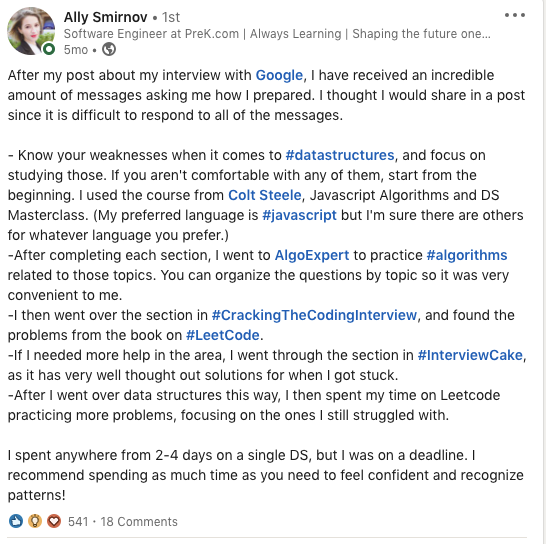 Ally Smirnov • 1st
Software Engineer at PreK.com | Always Learning | Shaping the future one...
5mo •
After my post about my interview with Google, I have received an incredible
amount of messages asking me how I prepared. I thought I would share in a post
since it is difficult to respond to all of the messages.
- Know your weaknesses when it comes to #datastructures, and focus on
studying those. If you aren't comfortable with any of them, start from the
beginning. I used the course from Colt Steele, Javascript Algorithms and DS
Masterclass. (My preferred language is #javascript but I'm sure there are others
for whatever language you prefer.)
-After completing each section, I went to AlgoExpert to practice #algorithms
related to those topics. You can organize the questions by topic so it was very
convenient to me.
-I then went over the section in #CrackingTheCodingInterview, and found the
problems from the book on #LeetCode.
-If I needed more help in the area, I went through the section in #InterviewCake,
as it has very well thought out solutions for when I got stuck.
-After I went over data structures this way, I then spent my time on Leetcode
practicing more problems, focusing on the ones I still struggled with.
I spent anywhere from 2-4 days on a single DS, but I was on a deadline. I
recommend spending as much time as you need to feel confident and recognize
patterns!
541 · 18 Comments